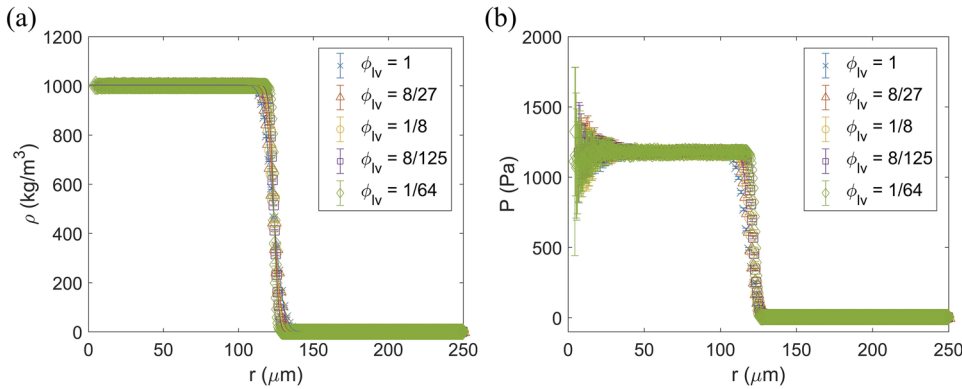 (a)
1200
1000
800
600
400
200
0
ρ (kg/m³)
0 50 100 150 200 250
r (μm)
ϕlv = 1
ϕlv = 8/27
ϕlv = 1/8
ϕlv = 8/125
ϕlv = 1/64
(b)
2000
1500
1000
500
0
P (Pa)
0 50 100 150 200 250
r (μm)
ϕlv = 1
ϕlv = 8/27
ϕlv = 1/8
ϕlv = 8/125
ϕlv = 1/64